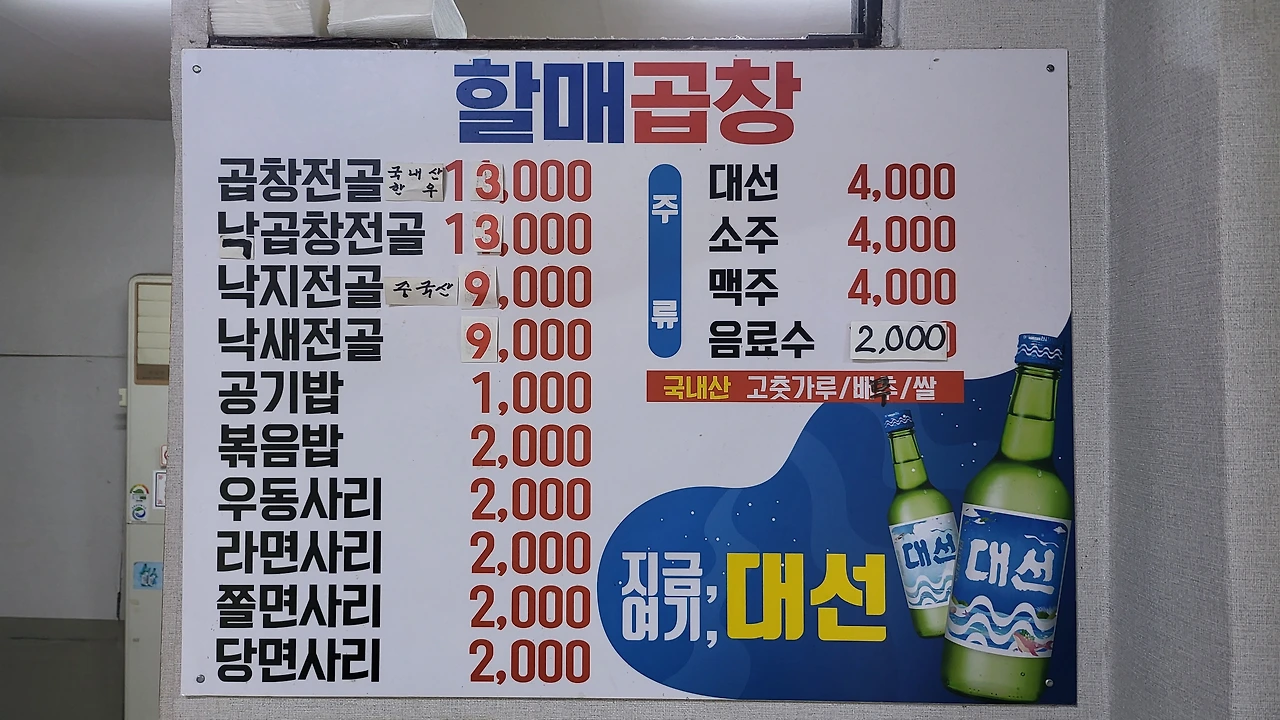 할매곱창
곱창전골 국내산 한우 13,000
낙곱창전골 13,000
낙지전골 중국산 9,000
낙새전골 9,000
공기밥 1,000
볶음밥 2,000
우동사리 2,000
라면사리 2,000
쫄면사리 2,000
당면사리 2,000
주류
대선 4,000
소주 4,000
맥주 4,000
음료수 2,000
국내산 고춧가루/배추/쌀
지금,
여기, 대선
대선
대선